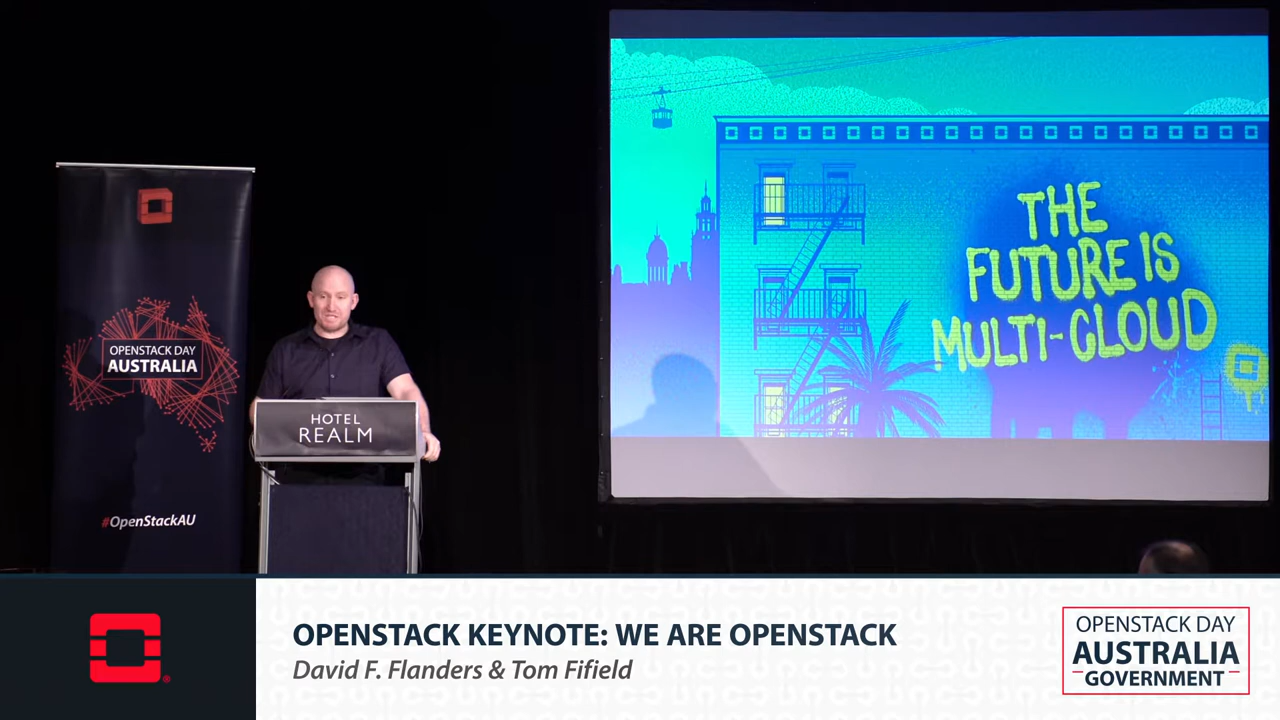 OPENSTACK DAY
AUSTRALIA
#OpenStackAU
HOTEL
REALM
THE
FUTURE IS
MULTI-CLOUD
OPENSTACK KEYNOTE: WE ARE OPENSTACK
David F. Flanders & Tom Fifield
®
OPENSTACK DAY
AUSTRALIA
GOVERNMENT